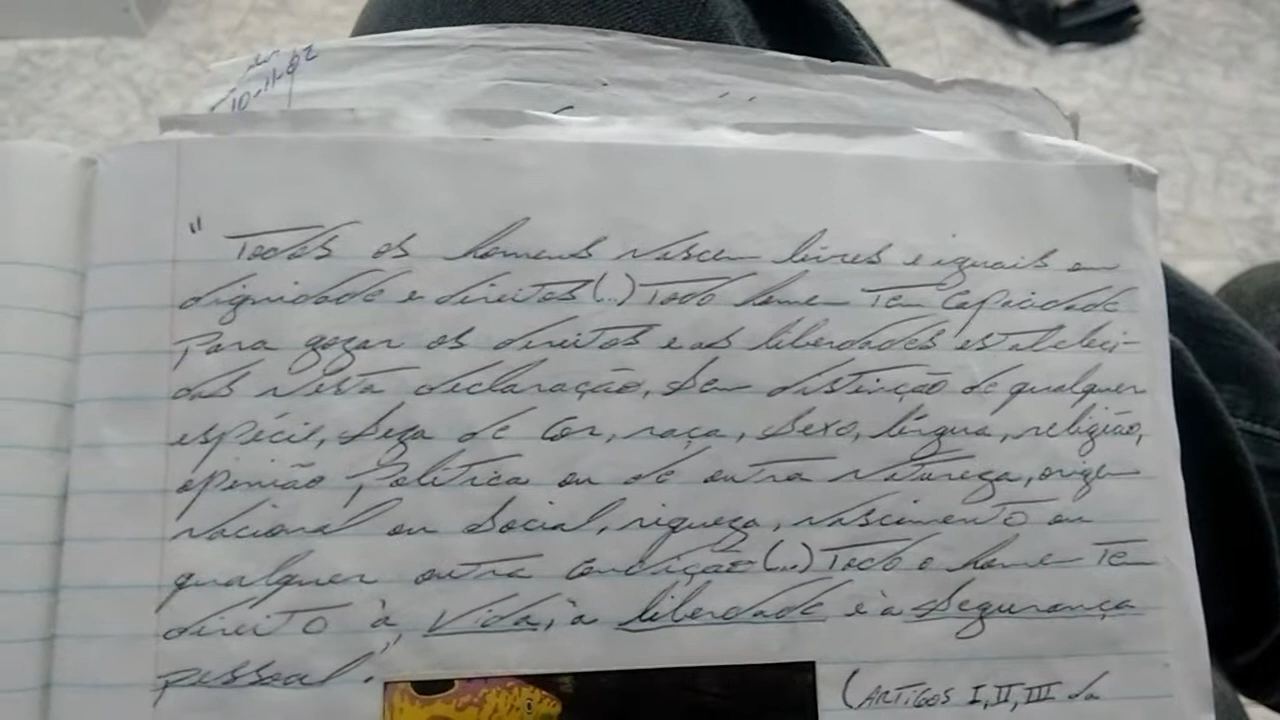 10-11-92
" Todos os homens nascem livres e iguais em
dignidade e direitos (...) Todo homem tem capacidade
para gozar os direitos e as liberdades estabeleci-
das nesta declaração, sem distinção de qualquer
espécie, seja de cor, raça, sexo, língua, religião,
opinião política ou de outra natureza, origem
nacional ou social, riqueza, nascimento ou
qualquer outra condição (...) Todo o homem tem
direito à vida, à liberdade e à segurança
pessoal."
(ARTIGOS I, II, III da